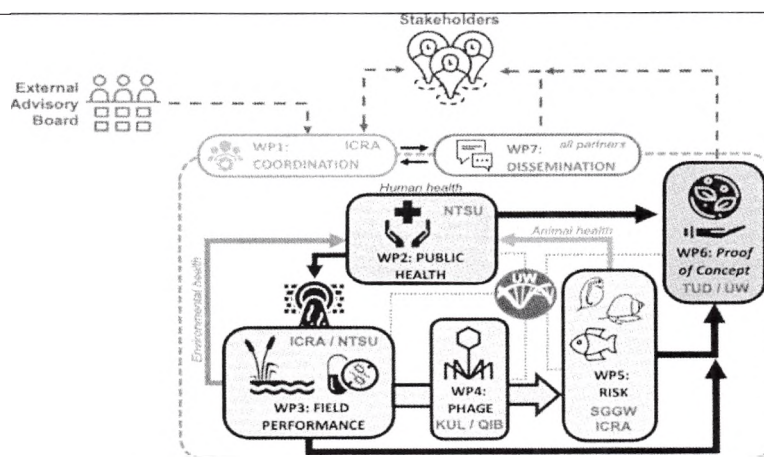 Stakeholders
External
Advisory
Board
WP1: ICRA
COORDINATION
WP7: all partners
DISSEMINATION
Human health
NTSU
WP2: PUBLIC
HEALTH
Animal health
WP6: Proof
of Concept
TUD / UW
Environmental health
UW
ICRA / NTSU
WP3: FIELD
PERFORMANCE
WP4:
PHAGE
KUL / QIB
WP5:
RISK
SGGW
ICRA